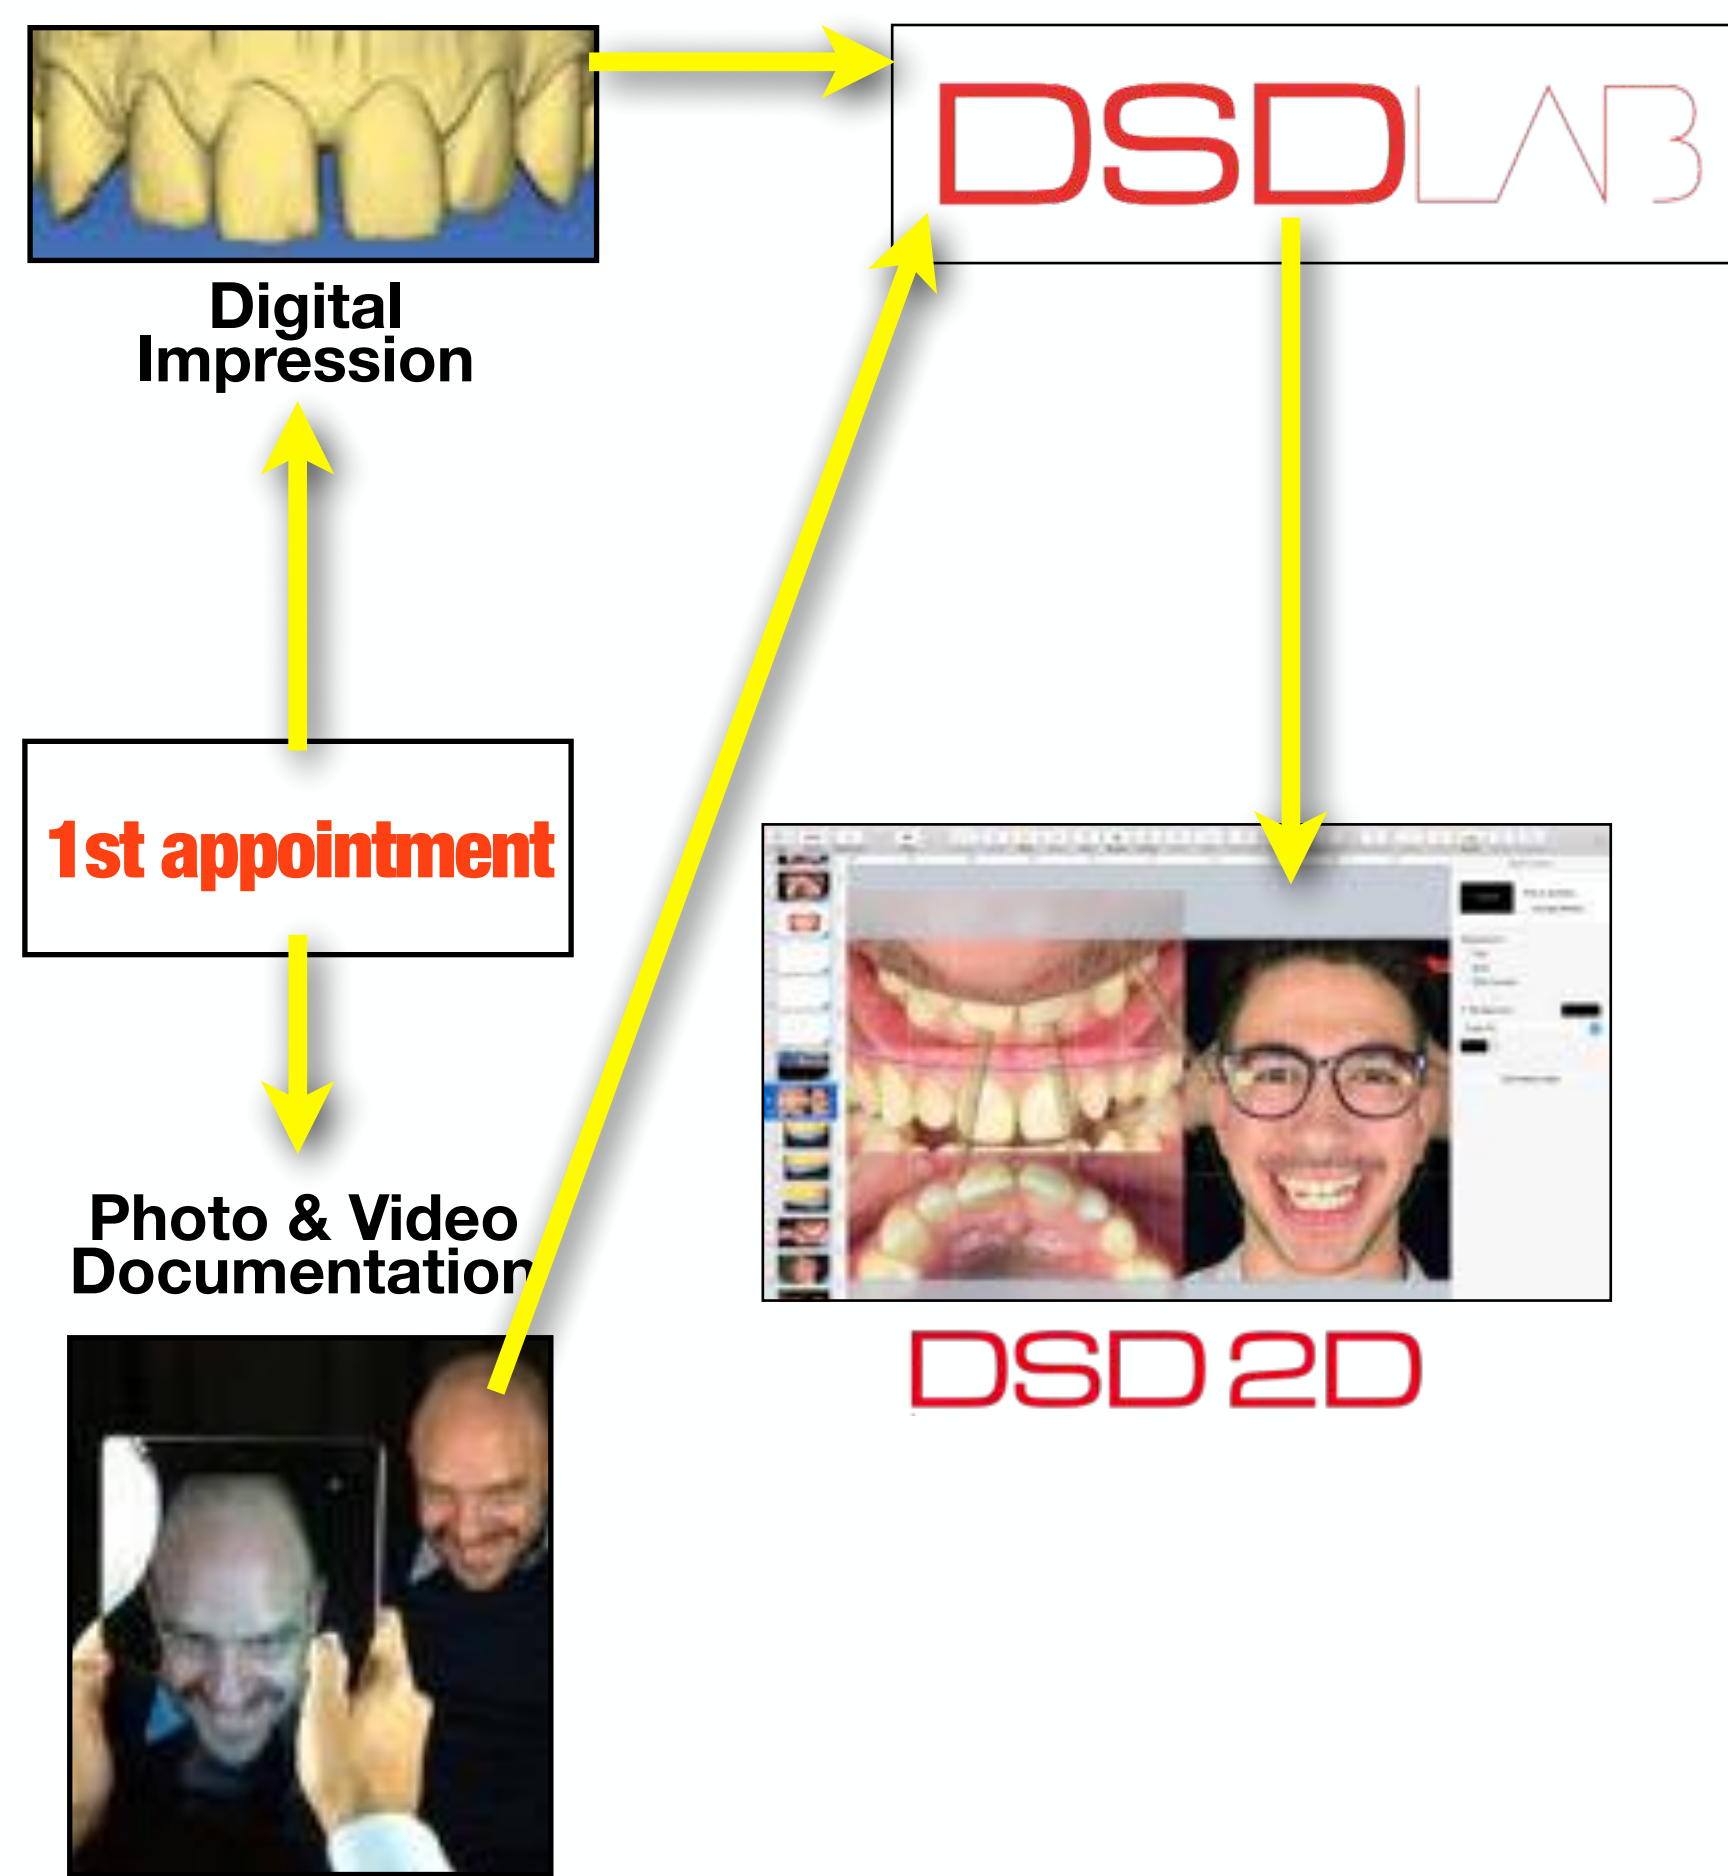 DSDLAB
Digital
Impression
1st appointment
Photo & Video
Documentation
DSD 2D